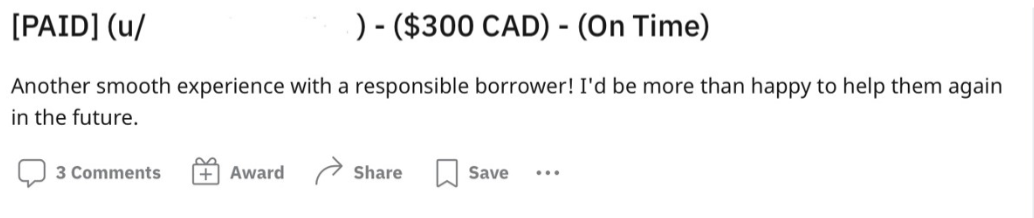 [PAID] (u/ ) - ($300 CAD) - (On Time)
Another smooth experience with a responsible borrower! I'd be more than happy to help them again
in the future.
3 Comments Award Share Save ...